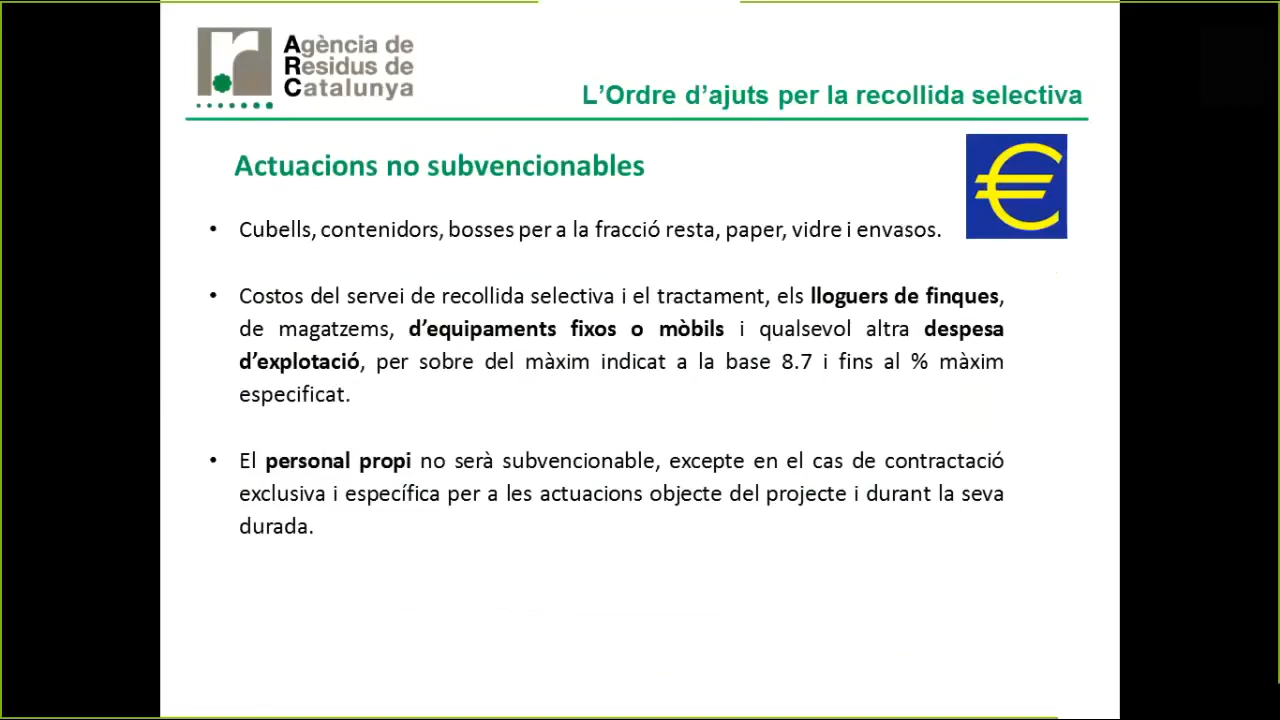 Agència de
Residus de
Catalunya
L’Ordre d’ajuts per la recollida selectiva
Actuacions no subvencionables
• Cubells, contenidors, bosses per a la fracció resta, paper, vidre i envasos.
• Costos del servei de recollida selectiva i el tractament, els lloguers de finques,
de magatzems, d’equipaments fixos o mòbils i qualsevol altra despesa
d’explotació, per sobre del màxim indicat a la base 8.7 i fins al % màxim
especificat.
• El personal propi no serà subvencionable, excepte en el cas de contractació
exclusiva i específica per a les actuacions objecte del projecte i durant la seva
durada.